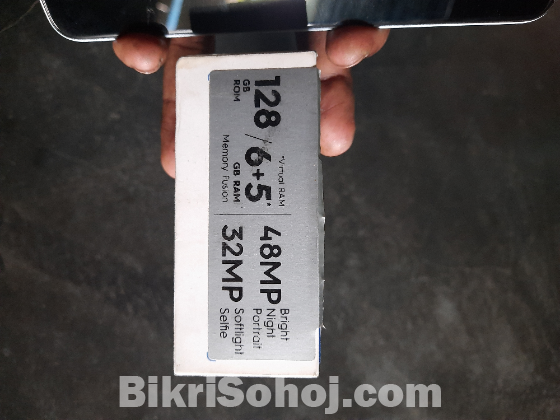 128 GB ROM / 6+5* GB RAM
*Virtual RAM
Memory Fusion
48MP Bright Night Portrait
32MP Softlight Selfie
BikriSohoj.com